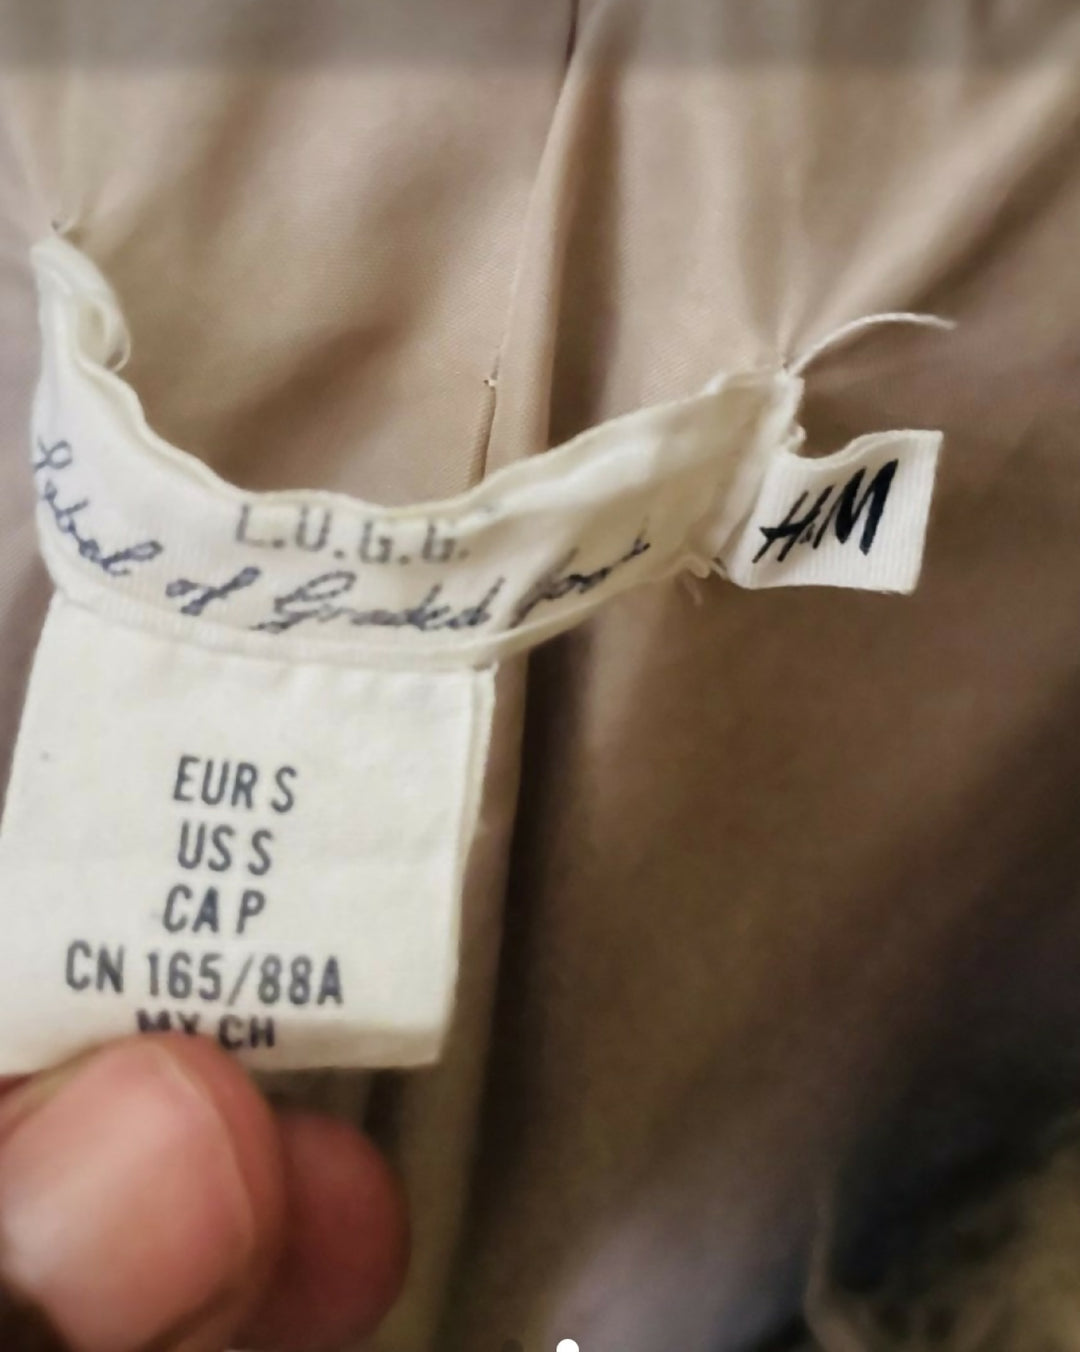 L.O.G.G.
Label of Graded Goods
H&M
EUR S
US S
CA P
CN 165/88A
MX CH